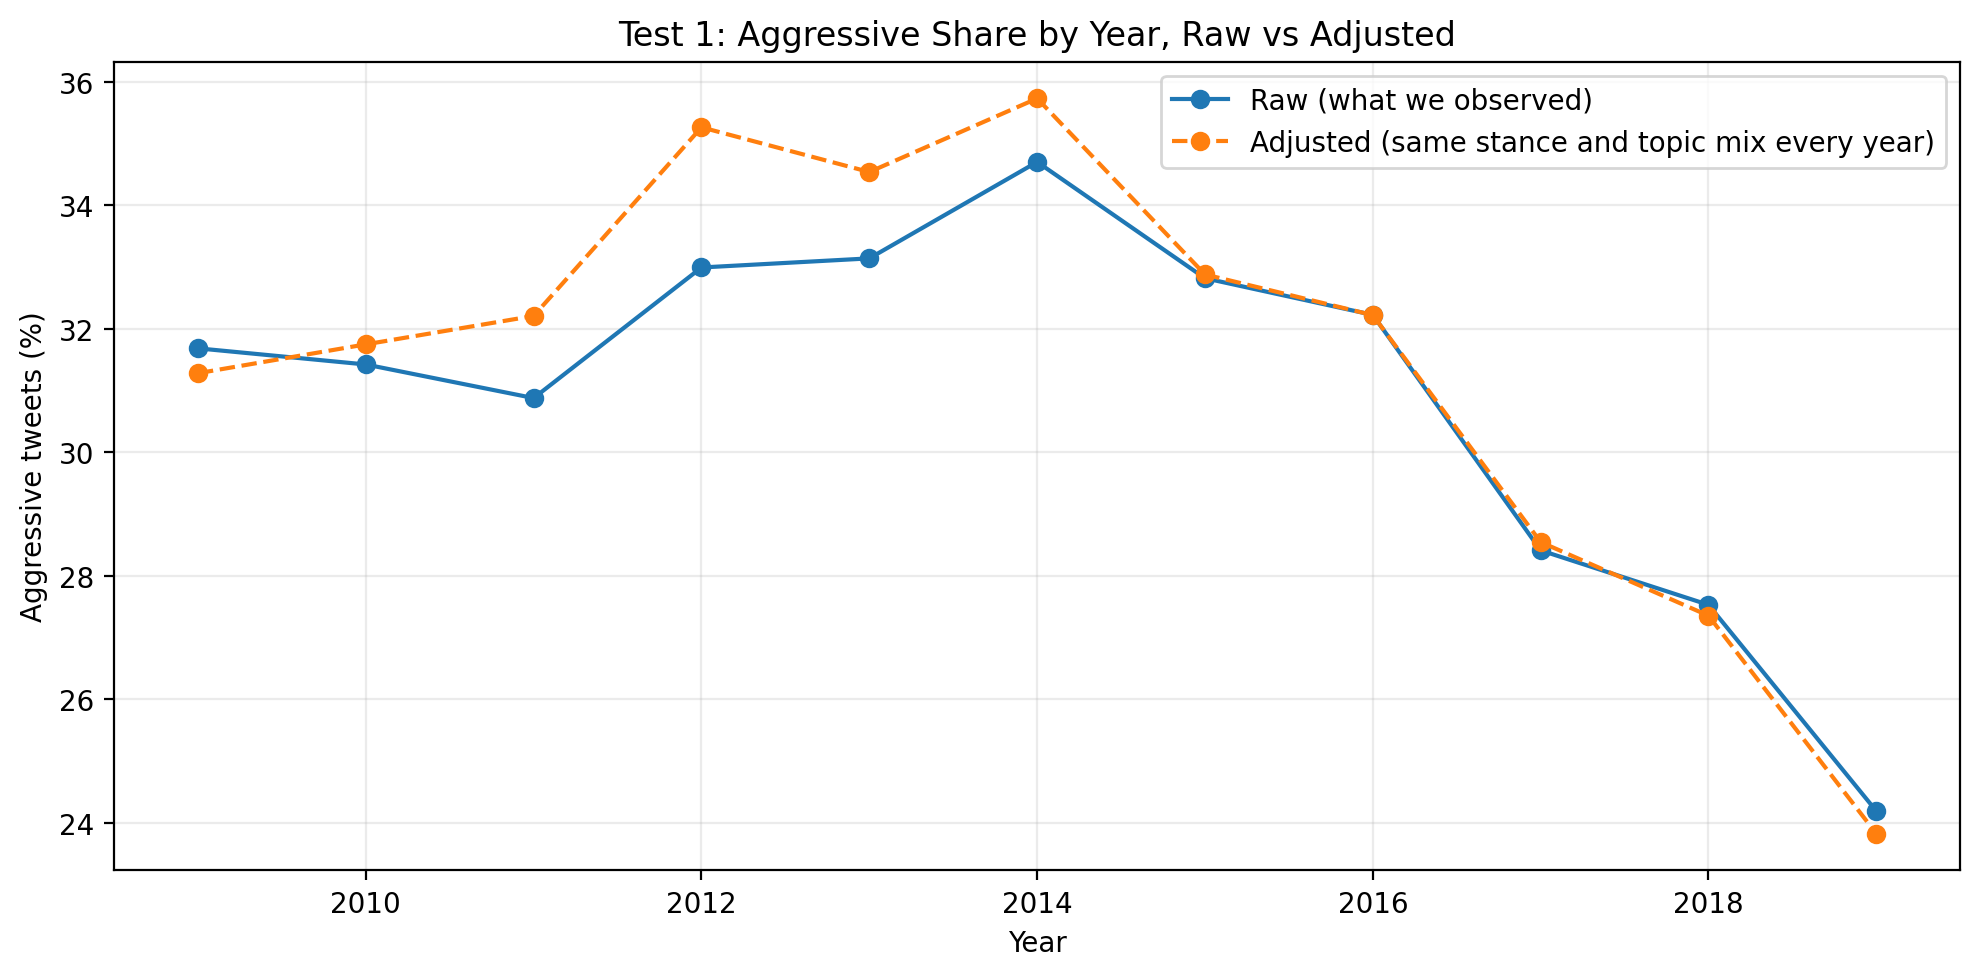 Test 1: Aggressive Share by Year, Raw vs Adjusted
Raw (what we observed)
Adjusted (same stance and topic mix every year)
Aggressive tweets (%)
36
34
32
30
28
26
24
2010
2012
2014
2016
2018
Year